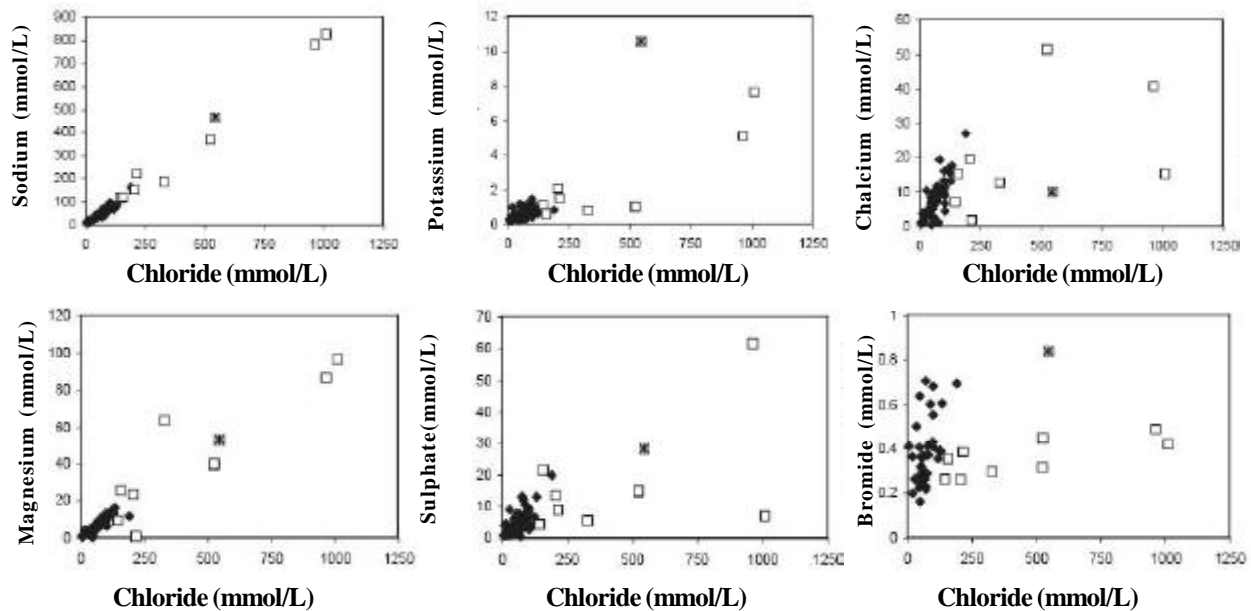 Sodium (mmol/L)
900
800
700
600
500
400
300
200
100
0
0 250 500 750 1000 1250
Chloride (mmol/L)
Potassium (mmol/L)
12
10
8
6
4
2
0
0 250 500 750 1000 1250
Chloride (mmol/L)
Chalcium (mmol/L)
60
50
40
30
20
10
0
0 250 500 750 1000 1250
Chloride (mmol/L)
Magnesium (mmol/L)
120
100
80
60
40
20
0
0 250 500 750 1000 1250
Chloride (mmol/L)
Sulphate(mmol/L)
70
60
50
40
30
20
10
0
0 250 500 750 1000 1250
Chloride (mmol/L)
Bromide (mmol/L)
1
0.8
0.6
0.4
0.2
0
0 250 500 750 1000 1250
Chloride (mmol/L)